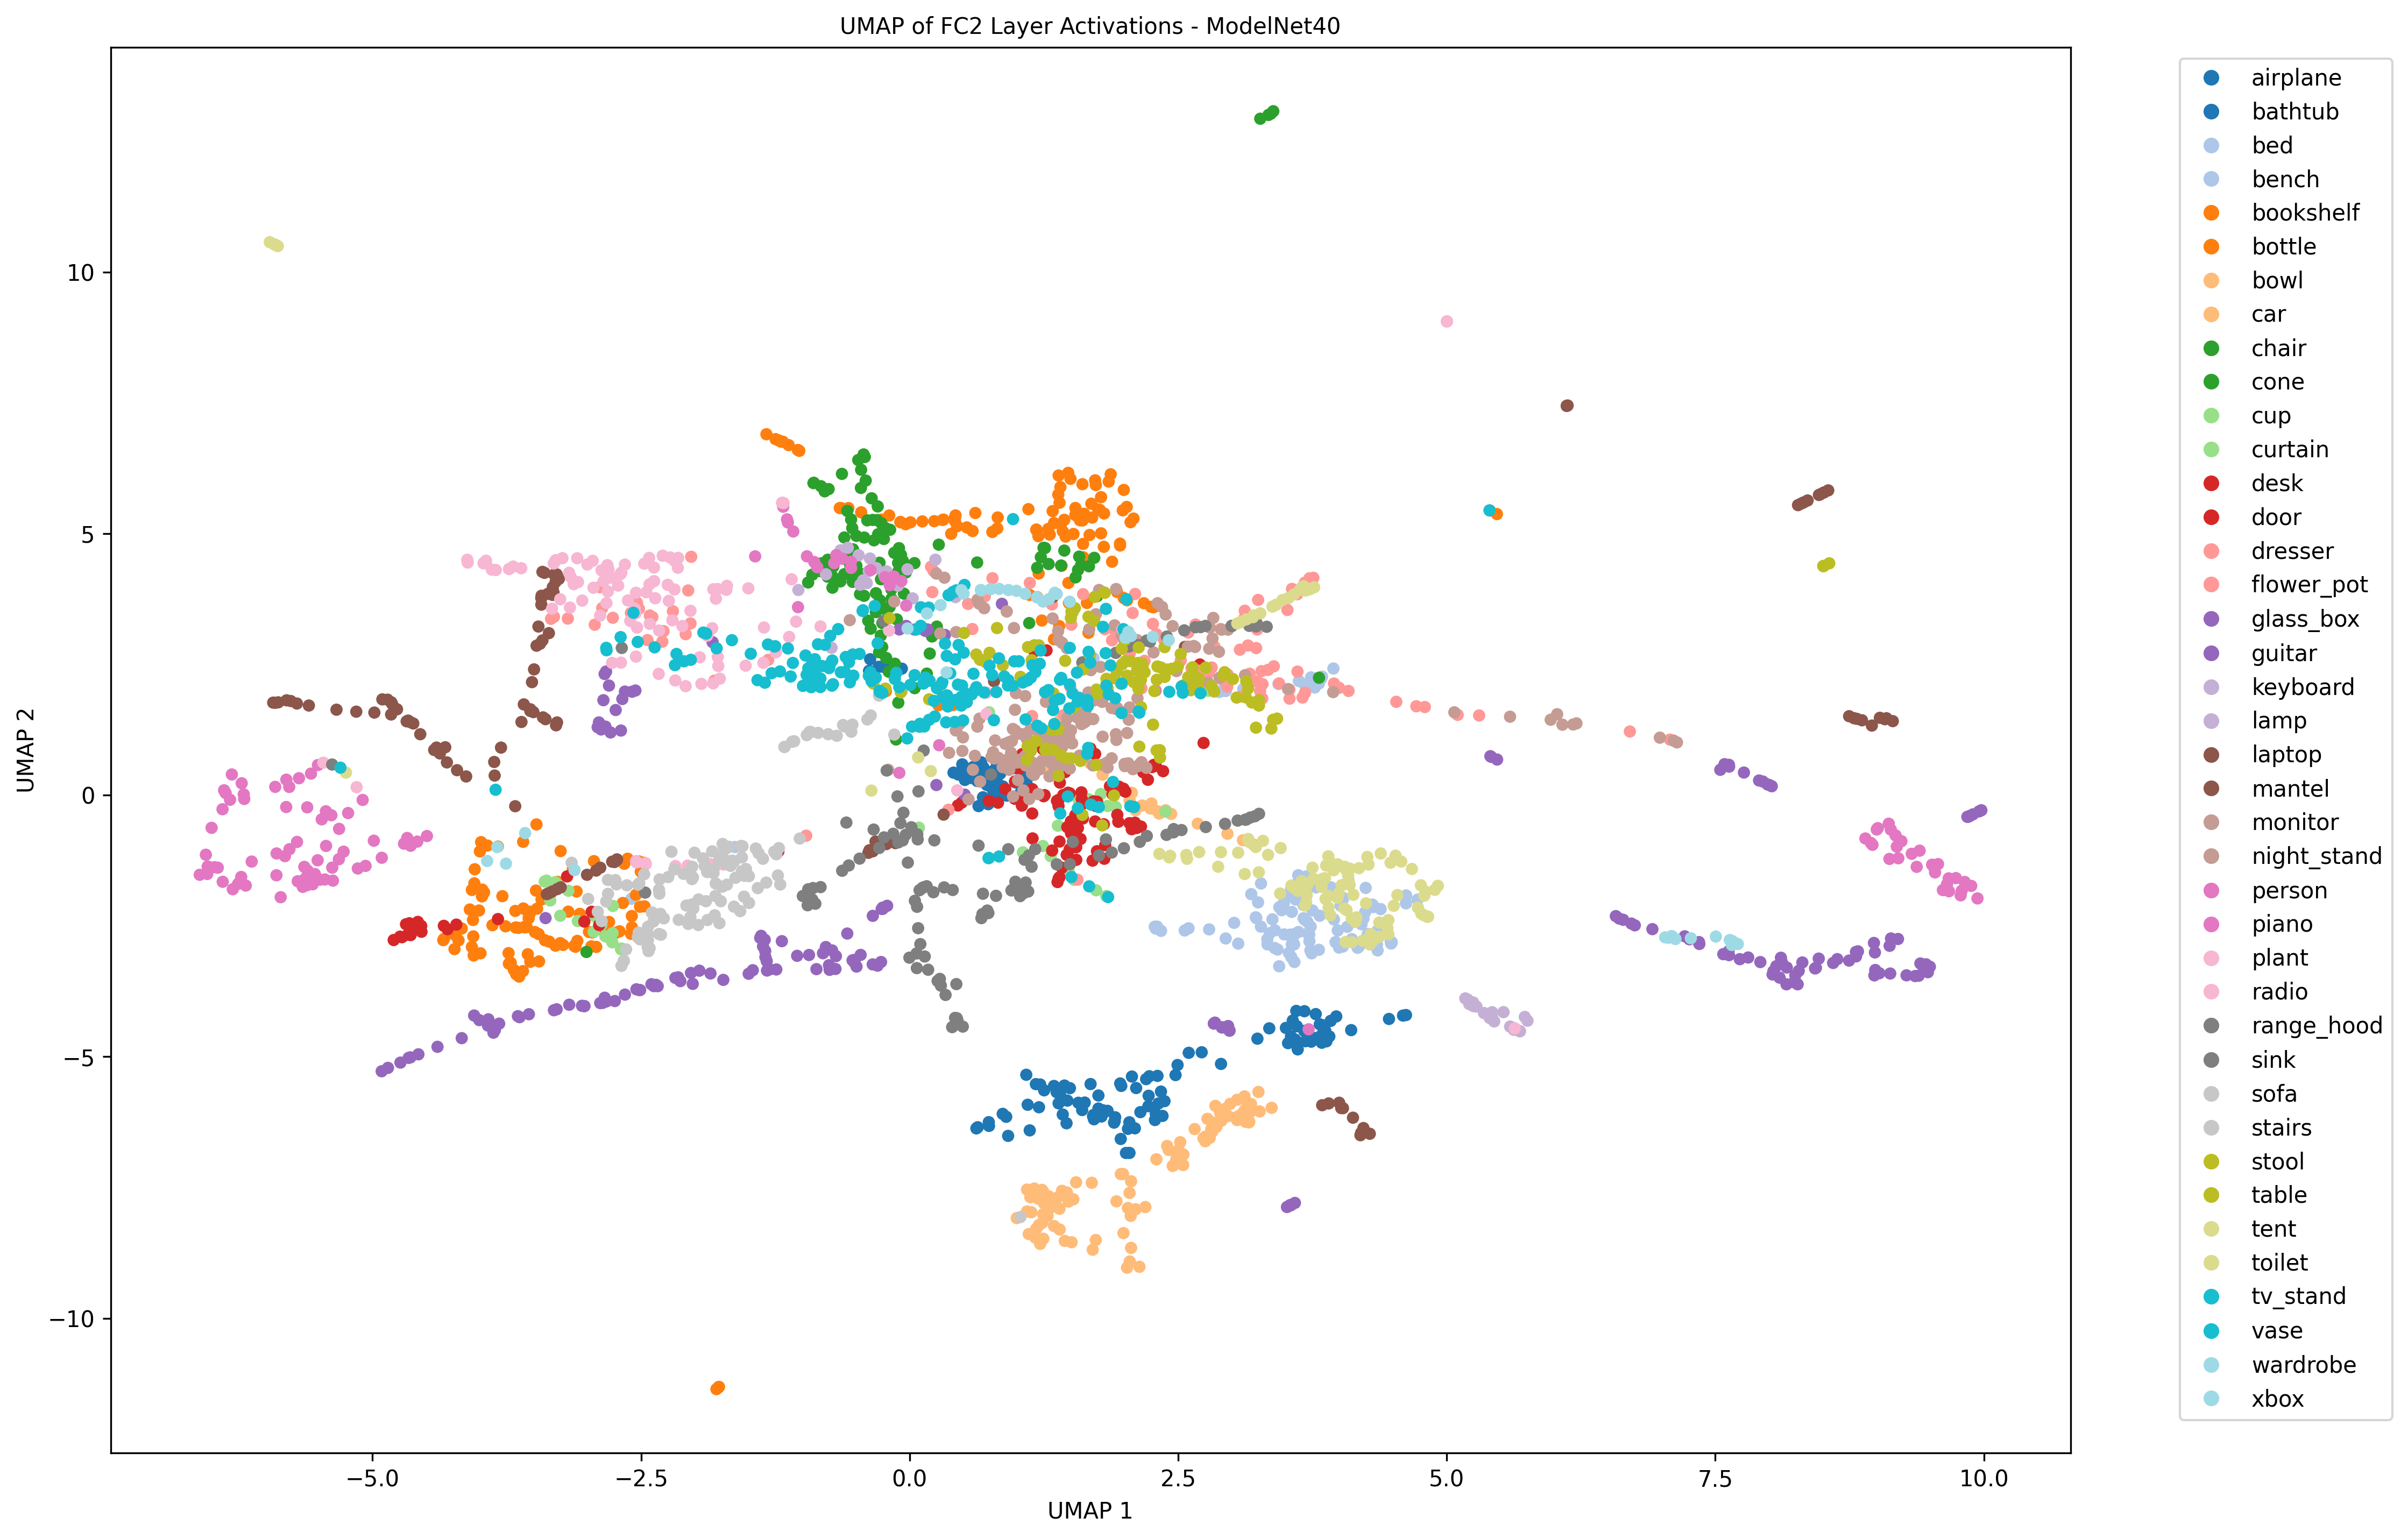 UMAP of FC2 Layer Activations - ModelNet40
UMAP 2
10
5
0
−5
−10
−5.0
−2.5
0.0
2.5
5.0
7.5
10.0
UMAP 1
airplane
bathtub
bed
bench
bookshelf
bottle
bowl
car
chair
cone
cup
curtain
desk
door
dresser
flower_pot
glass_box
guitar
keyboard
lamp
laptop
mantel
monitor
night_stand
person
piano
plant
radio
range_hood
sink
sofa
stairs
stool
table
tent
toilet
tv_stand
vase
wardrobe
xbox